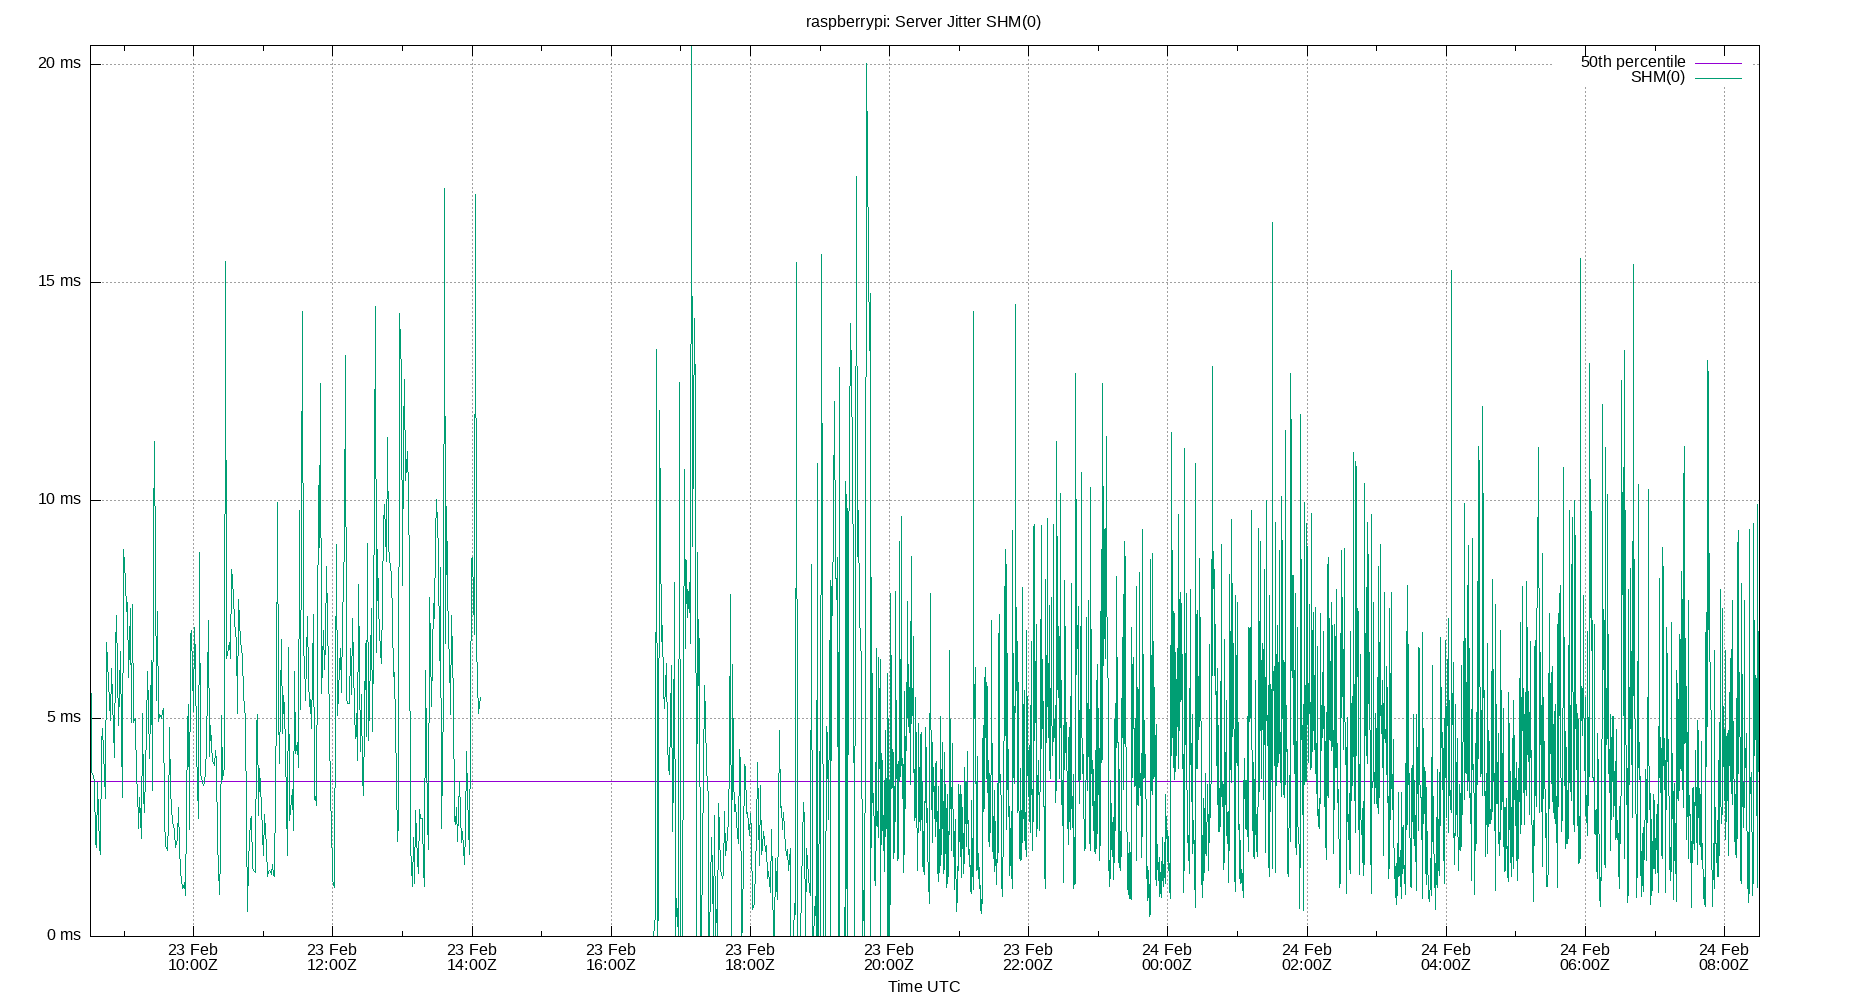 raspberrypi: Server Jitter SHM(0)
50th percentile
SHM(0)
20 ms
15 ms
10 ms
5 ms
0 ms
23 Feb 23 Feb 23 Feb 23 Feb 23 Feb 23 Feb 23 Feb 24 Feb 24 Feb 24 Feb 24 Feb 24 Feb
10:00Z 12:00Z 14:00Z 16:00Z 18:00Z 20:00Z 22:00Z 00:00Z 02:00Z 04:00Z 06:00Z 08:00Z
Time UTC